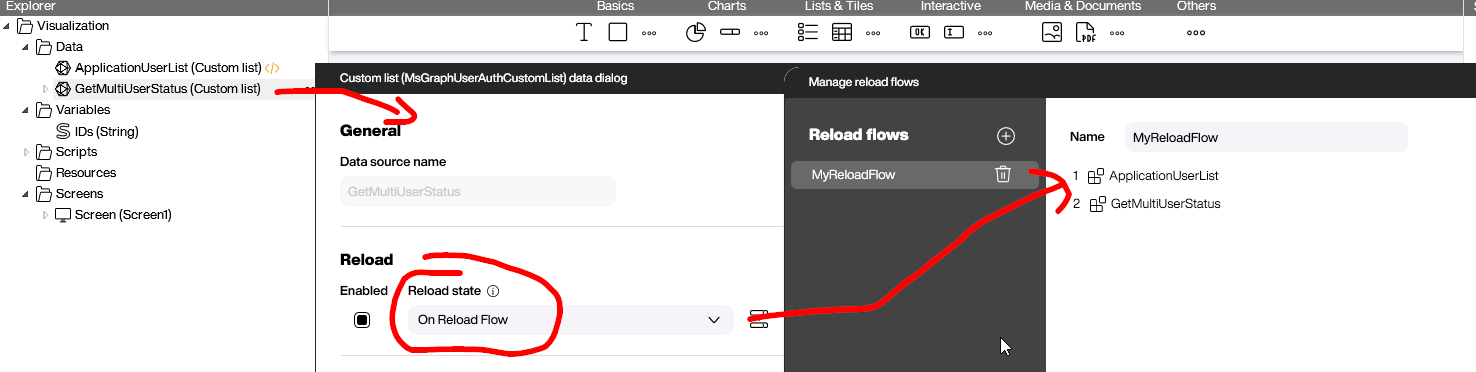 Explorer
Basics
Charts
Lists & Tiles
Interactive
Media & Documents
Others
Visualization
Data
ApplicationUserList (Custom list)
GetMultiUserStatus (Custom list)
Variables
IDs (String)
Scripts
Resources
Screens
Screen (Screen1)
T
OK
I
PDF
Custom list (MsGraphUserAuthCustomList) data dialog
General
Data source name
GetMultiUserStatus
Reload
Enabled
Reload state
On Reload Flow
Manage reload flows
Reload flows
MyReloadFlow
Name
MyReloadFlow
1 ApplicationUserList
2 GetMultiUserStatus